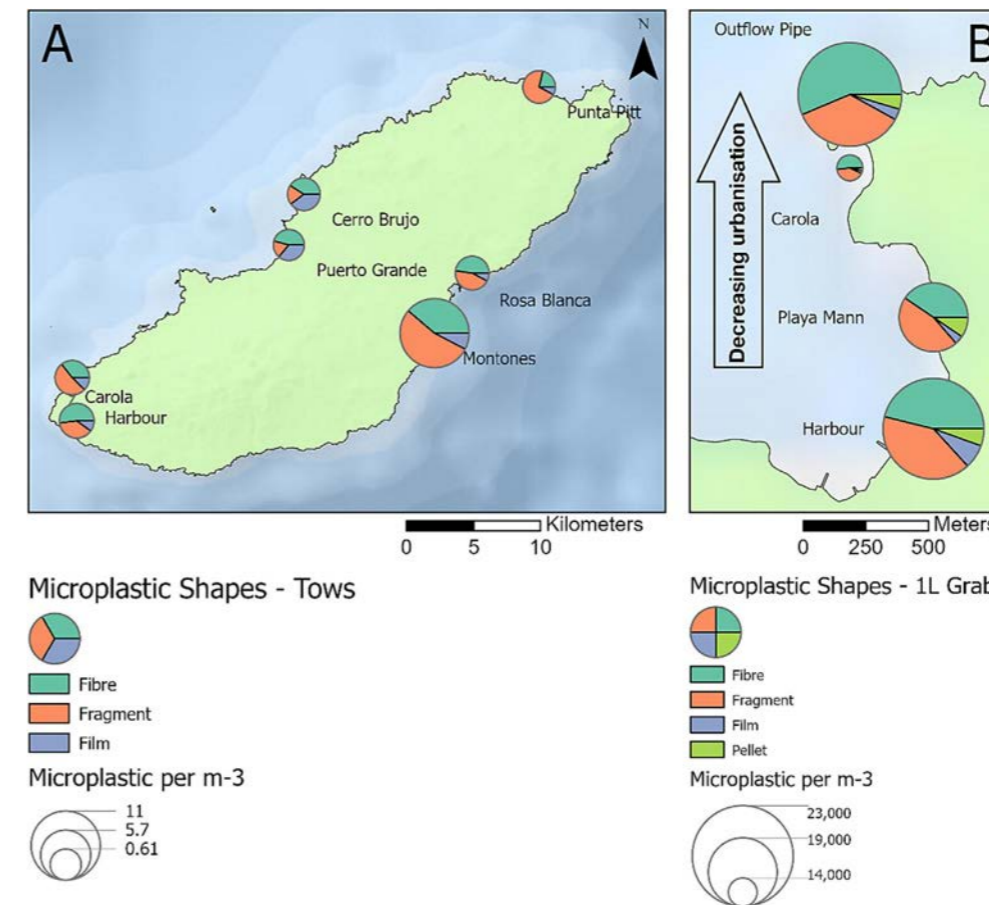 A
N
Punta Pitt
Cerro Brujo
Puerto Grande
Rosa Blanca
Montones
Carola
Harbour
Kilometers
0 5 10
Microplastic Shapes - Tows
Fibre
Fragment
Film
Microplastic per m-3
11
5.7
0.61
B
Outflow Pipe
Decreasing urbanisation
Carola
Playa Mann
Harbour
Meters
0 250 500
Microplastic Shapes - 1L Grab
Fibre
Fragment
Film
Pellet
Microplastic per m-3
23,000
19,000
14,000